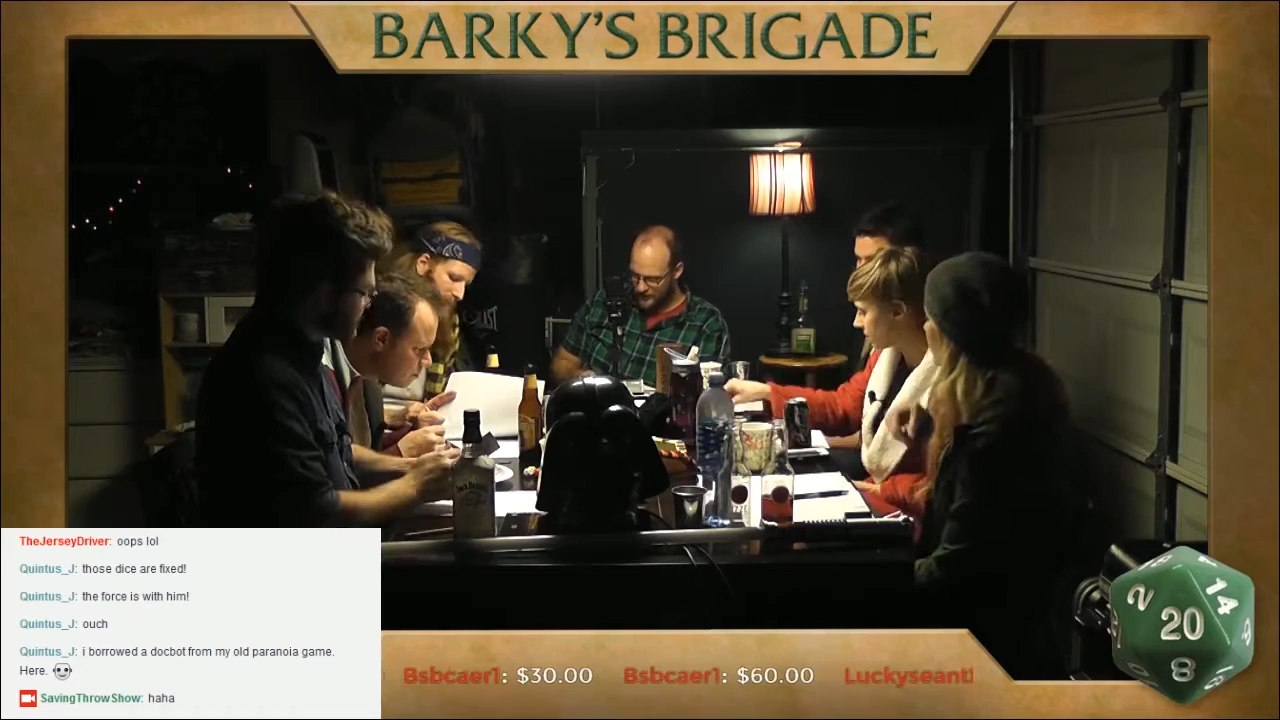 BARKY'S BRIGADE
TheJerseyDriver: oops lol
Quintus_J: those dice are fixed!
Quintus_J: the force is with him!
Quintus_J: ouch
Quintus_J: i borrowed a docbot from my old paranoia game.
Here.
SavingThrowShow: haha
Bsbcaer1: $30.00 Bsbcaer1: $60.00 Luckyseant!
2 14
20
8